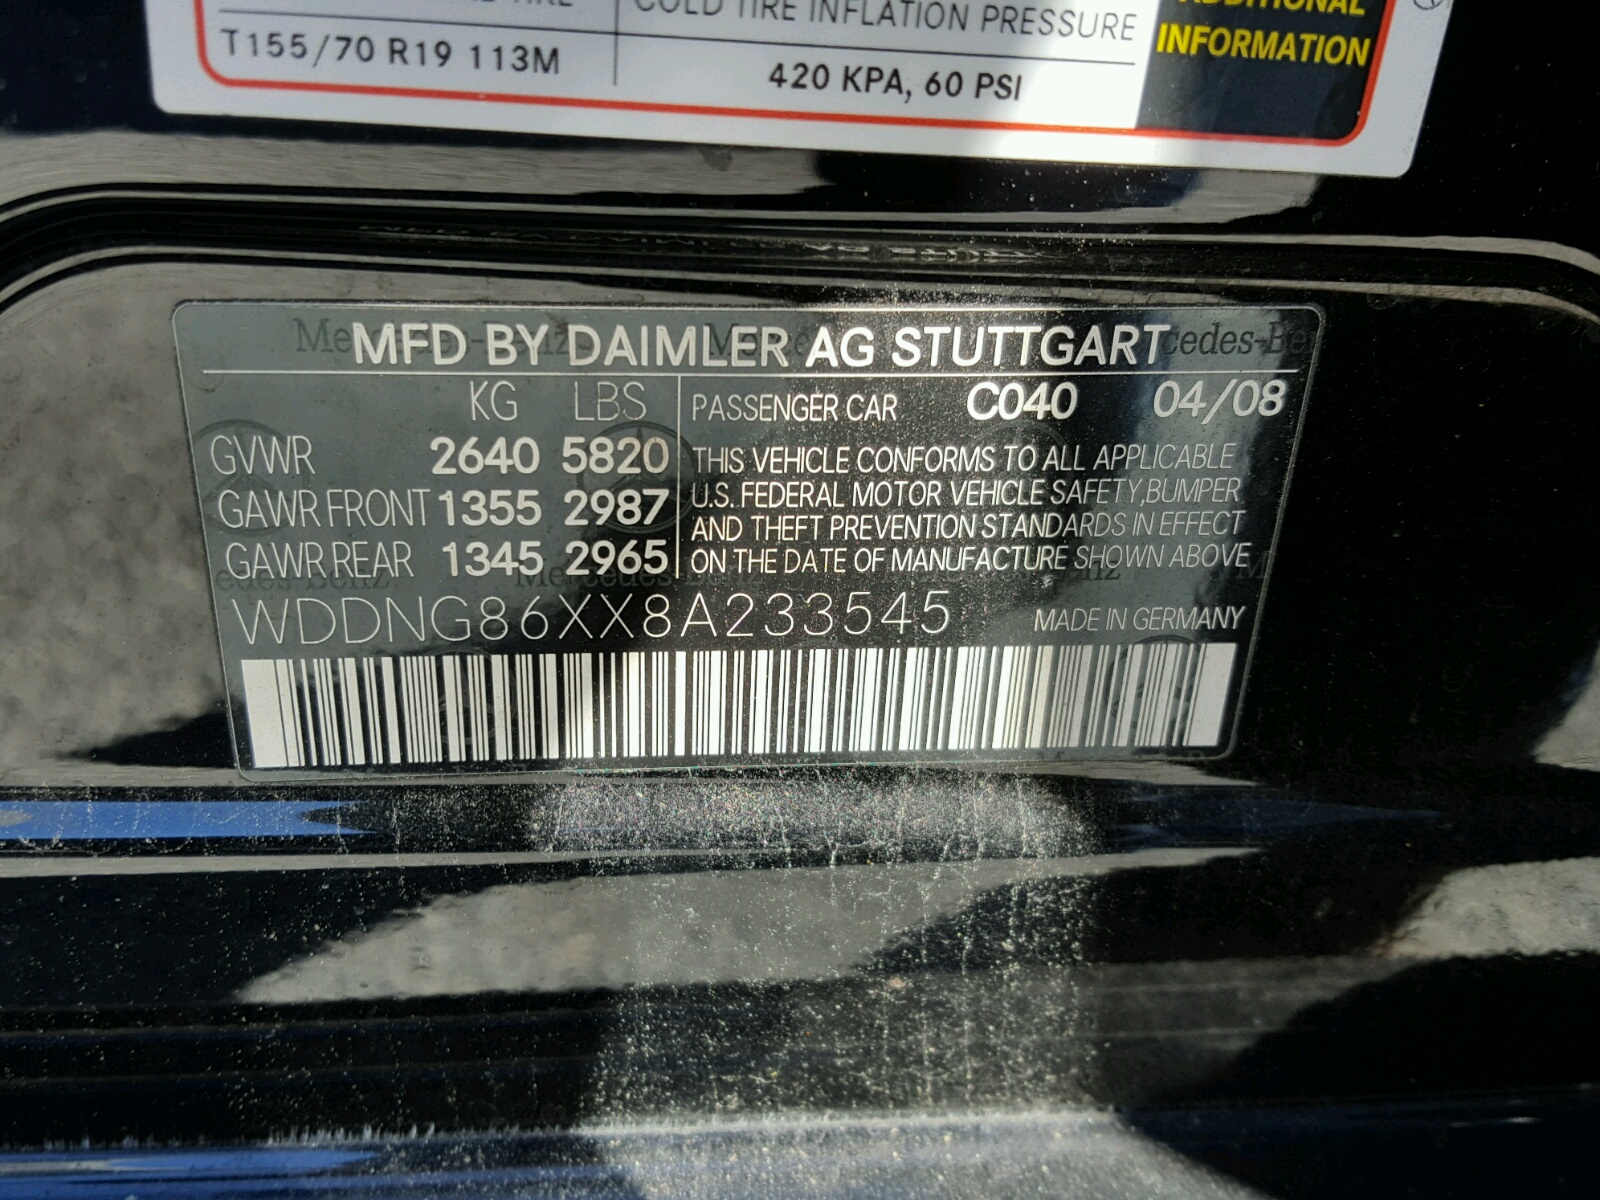 COLD TIRE INFLATION PRESSURE
ADDITIONAL
INFORMATION
T155/70 R19 113M
420 KPA, 60 PSI
MFD BY DAIMLER AG STUTTGART
KG LBS PASSENGER CAR C040 04/08
GVWR 2640 5820 THIS VEHICLE CONFORMS TO ALL APPLICABLE
U.S. FEDERAL MOTOR VEHICLE SAFETY, BUMPER
GAWR FRONT 1355 2987
AND THEFT PREVENTION STANDARDS IN EFFECT
GAWR REAR 1345 2965 ON THE DATE OF MANUFACTURE SHOWN ABOVE
WDDNG86XX8A233545 MADE IN GERMANY